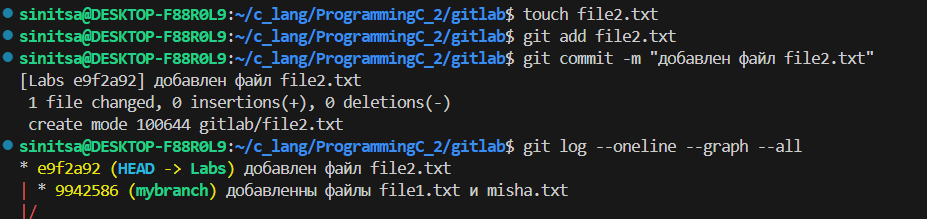 sinitsa@DESKTOP-F88R0L9:~/c_lang/ProgrammingC_2/gitlab$ touch file2.txt
sinitsa@DESKTOP-F88R0L9:~/c_lang/ProgrammingC_2/gitlab$ git add file2.txt
sinitsa@DESKTOP-F88R0L9:~/c_lang/ProgrammingC_2/gitlab$ git commit -m "добавлен файл file2.txt"
[Labs e9f2a92] добавлен файл file2.txt
 1 file changed, 0 insertions(+), 0 deletions(-)
 create mode 100644 gitlab/file2.txt
sinitsa@DESKTOP-F88R0L9:~/c_lang/ProgrammingC_2/gitlab$ git log --oneline --graph --all
* e9f2a92 (HEAD -> Labs) добавлен файл file2.txt
| * 9942586 (mybranch) добавленны файлы file1.txt и misha.txt
|/